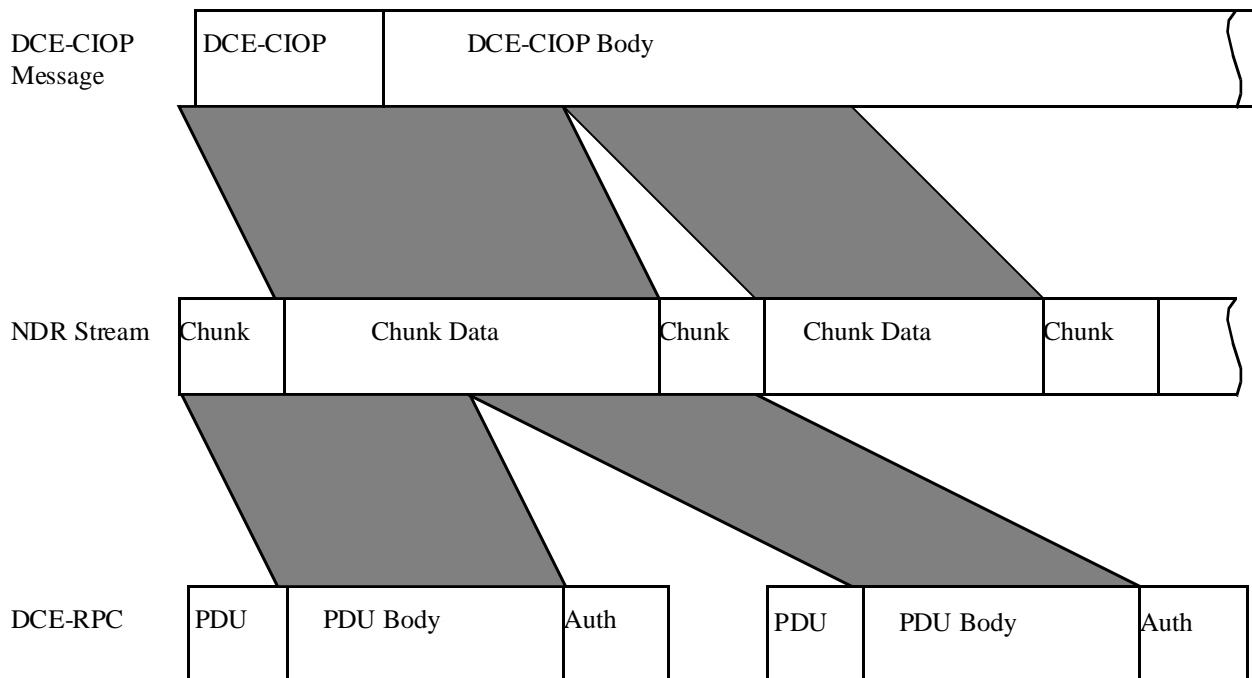 DCE-CIOP Message
DCE-CIOP
DCE-CIOP Body
NDR Stream
Chunk
Chunk Data
Chunk
Chunk Data
Chunk
DCE-RPC
PDU
PDU Body
Auth
PDU
PDU Body
Auth